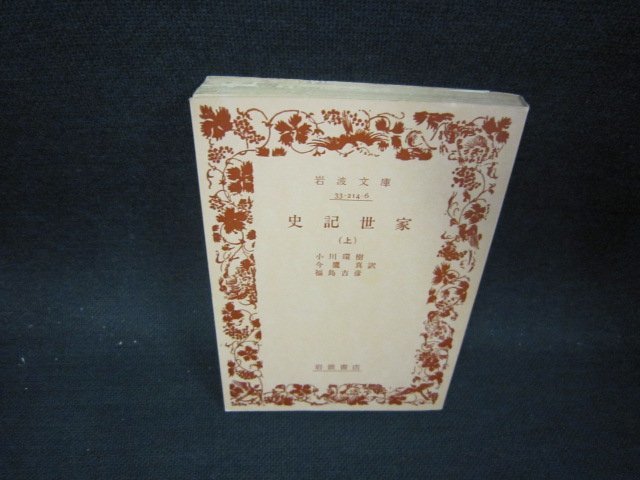 岩波文庫
33-214-6
史記世家
(上)
小川環樹
今鷹真訳
福島吉彦
岩波書店